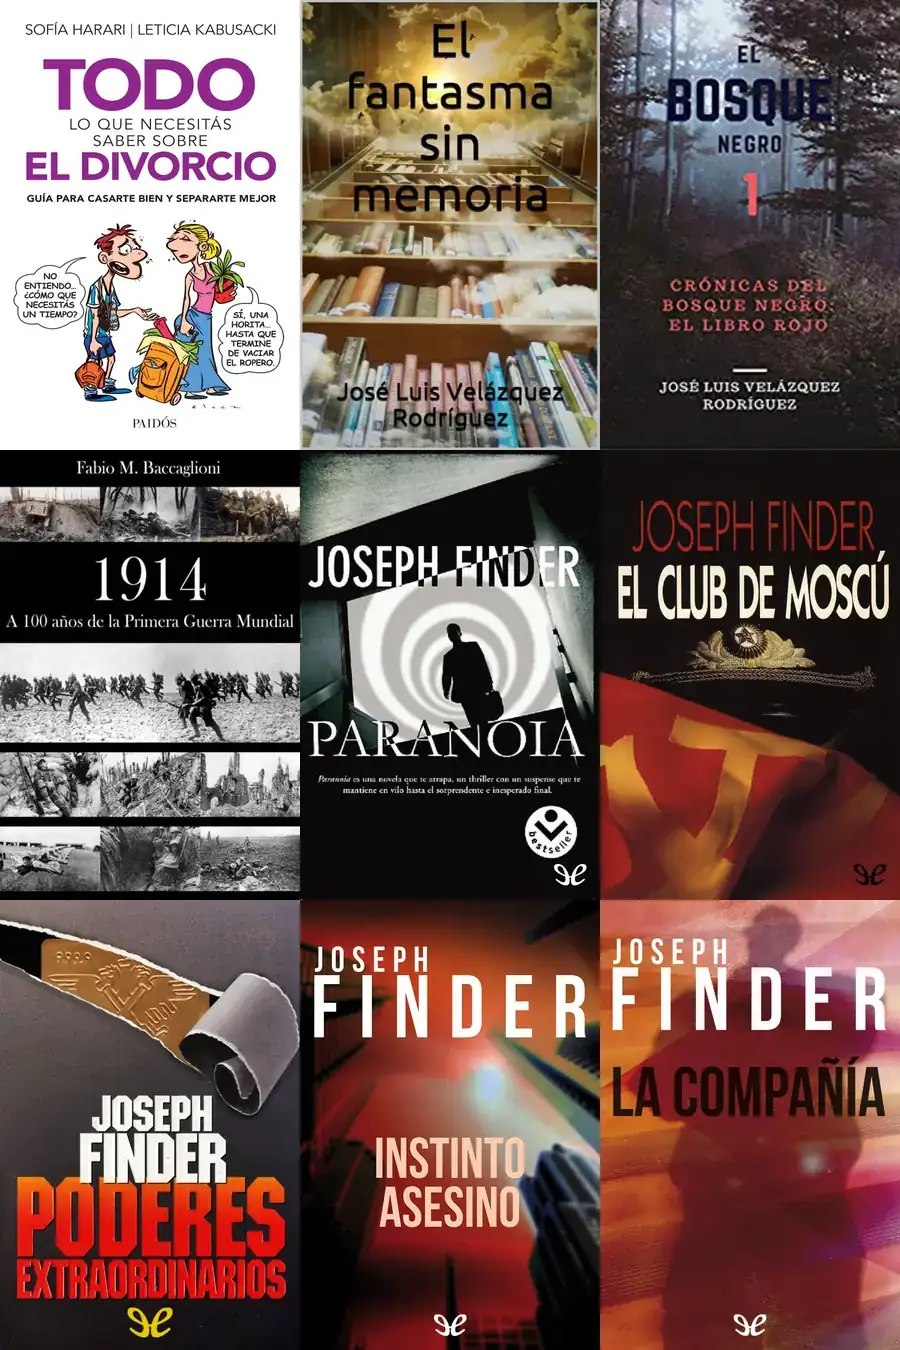 SOFÍA HARARI | LETICIA KABUSACKI
TODO
LO QUE NECESITÁS
SABER SOBRE
EL DIVORCIO
GUÍA PARA CASARTE BIEN Y SEPARARTE MEJOR
NO
ENTIENDO...
¿CÓMO QUE
NECESITÁS
UN TIEMPO?
SÍ, UNA
HORITA...
HASTA QUE
TERMINE
DE VACIAR
EL ROPERO.
PAIDÓS
El
fantasma
sin
memoria
José Luis Velázquez
Rodríguez
EL
BOSQUE
NEGRO
1
CRÓNICAS DEL
BOSQUE NEGRO:
EL LIBRO ROJO
JOSÉ LUIS VELÁZQUEZ
RODRÍGUEZ
Fabio M. Baccaglioni
1914
A 100 años de la Primera Guerra Mundial
JOSEPH FINDER
PARANOIA
Paranoia es una novela que te atrapa, un thriller con un suspense que te
mantiene en vilo hasta el sorprendente e inesperado final.
bestseller
JOSEPH FINDER
EL CLUB DE MOSCÚ
999,9
1000
JOSEPH
FINDER
PODERES
EXTRAORDINARIOS
JOSEPH
FINDER
INSTINTO
ASESINO
JOSEPH
FINDER
LA COMPAÑÍA